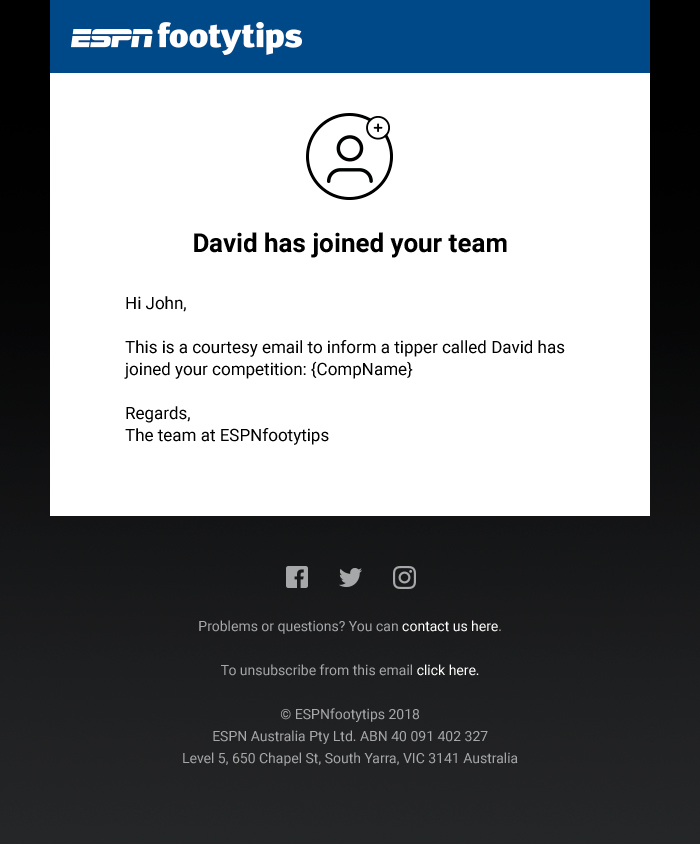 ESPN footytips
David has joined your team
Hi John,
This is a courtesy email to inform a tipper called David has
joined your competition: {CompName}
Regards,
The team at ESPNfootytips
Problems or questions? You can contact us here.
To unsubscribe from this email click here.
© ESPNfootytips 2018
ESPN Australia Pty Ltd. ABN 40 091 402 327
Level 5, 650 Chapel St, South Yarra, VIC 3141 Australia